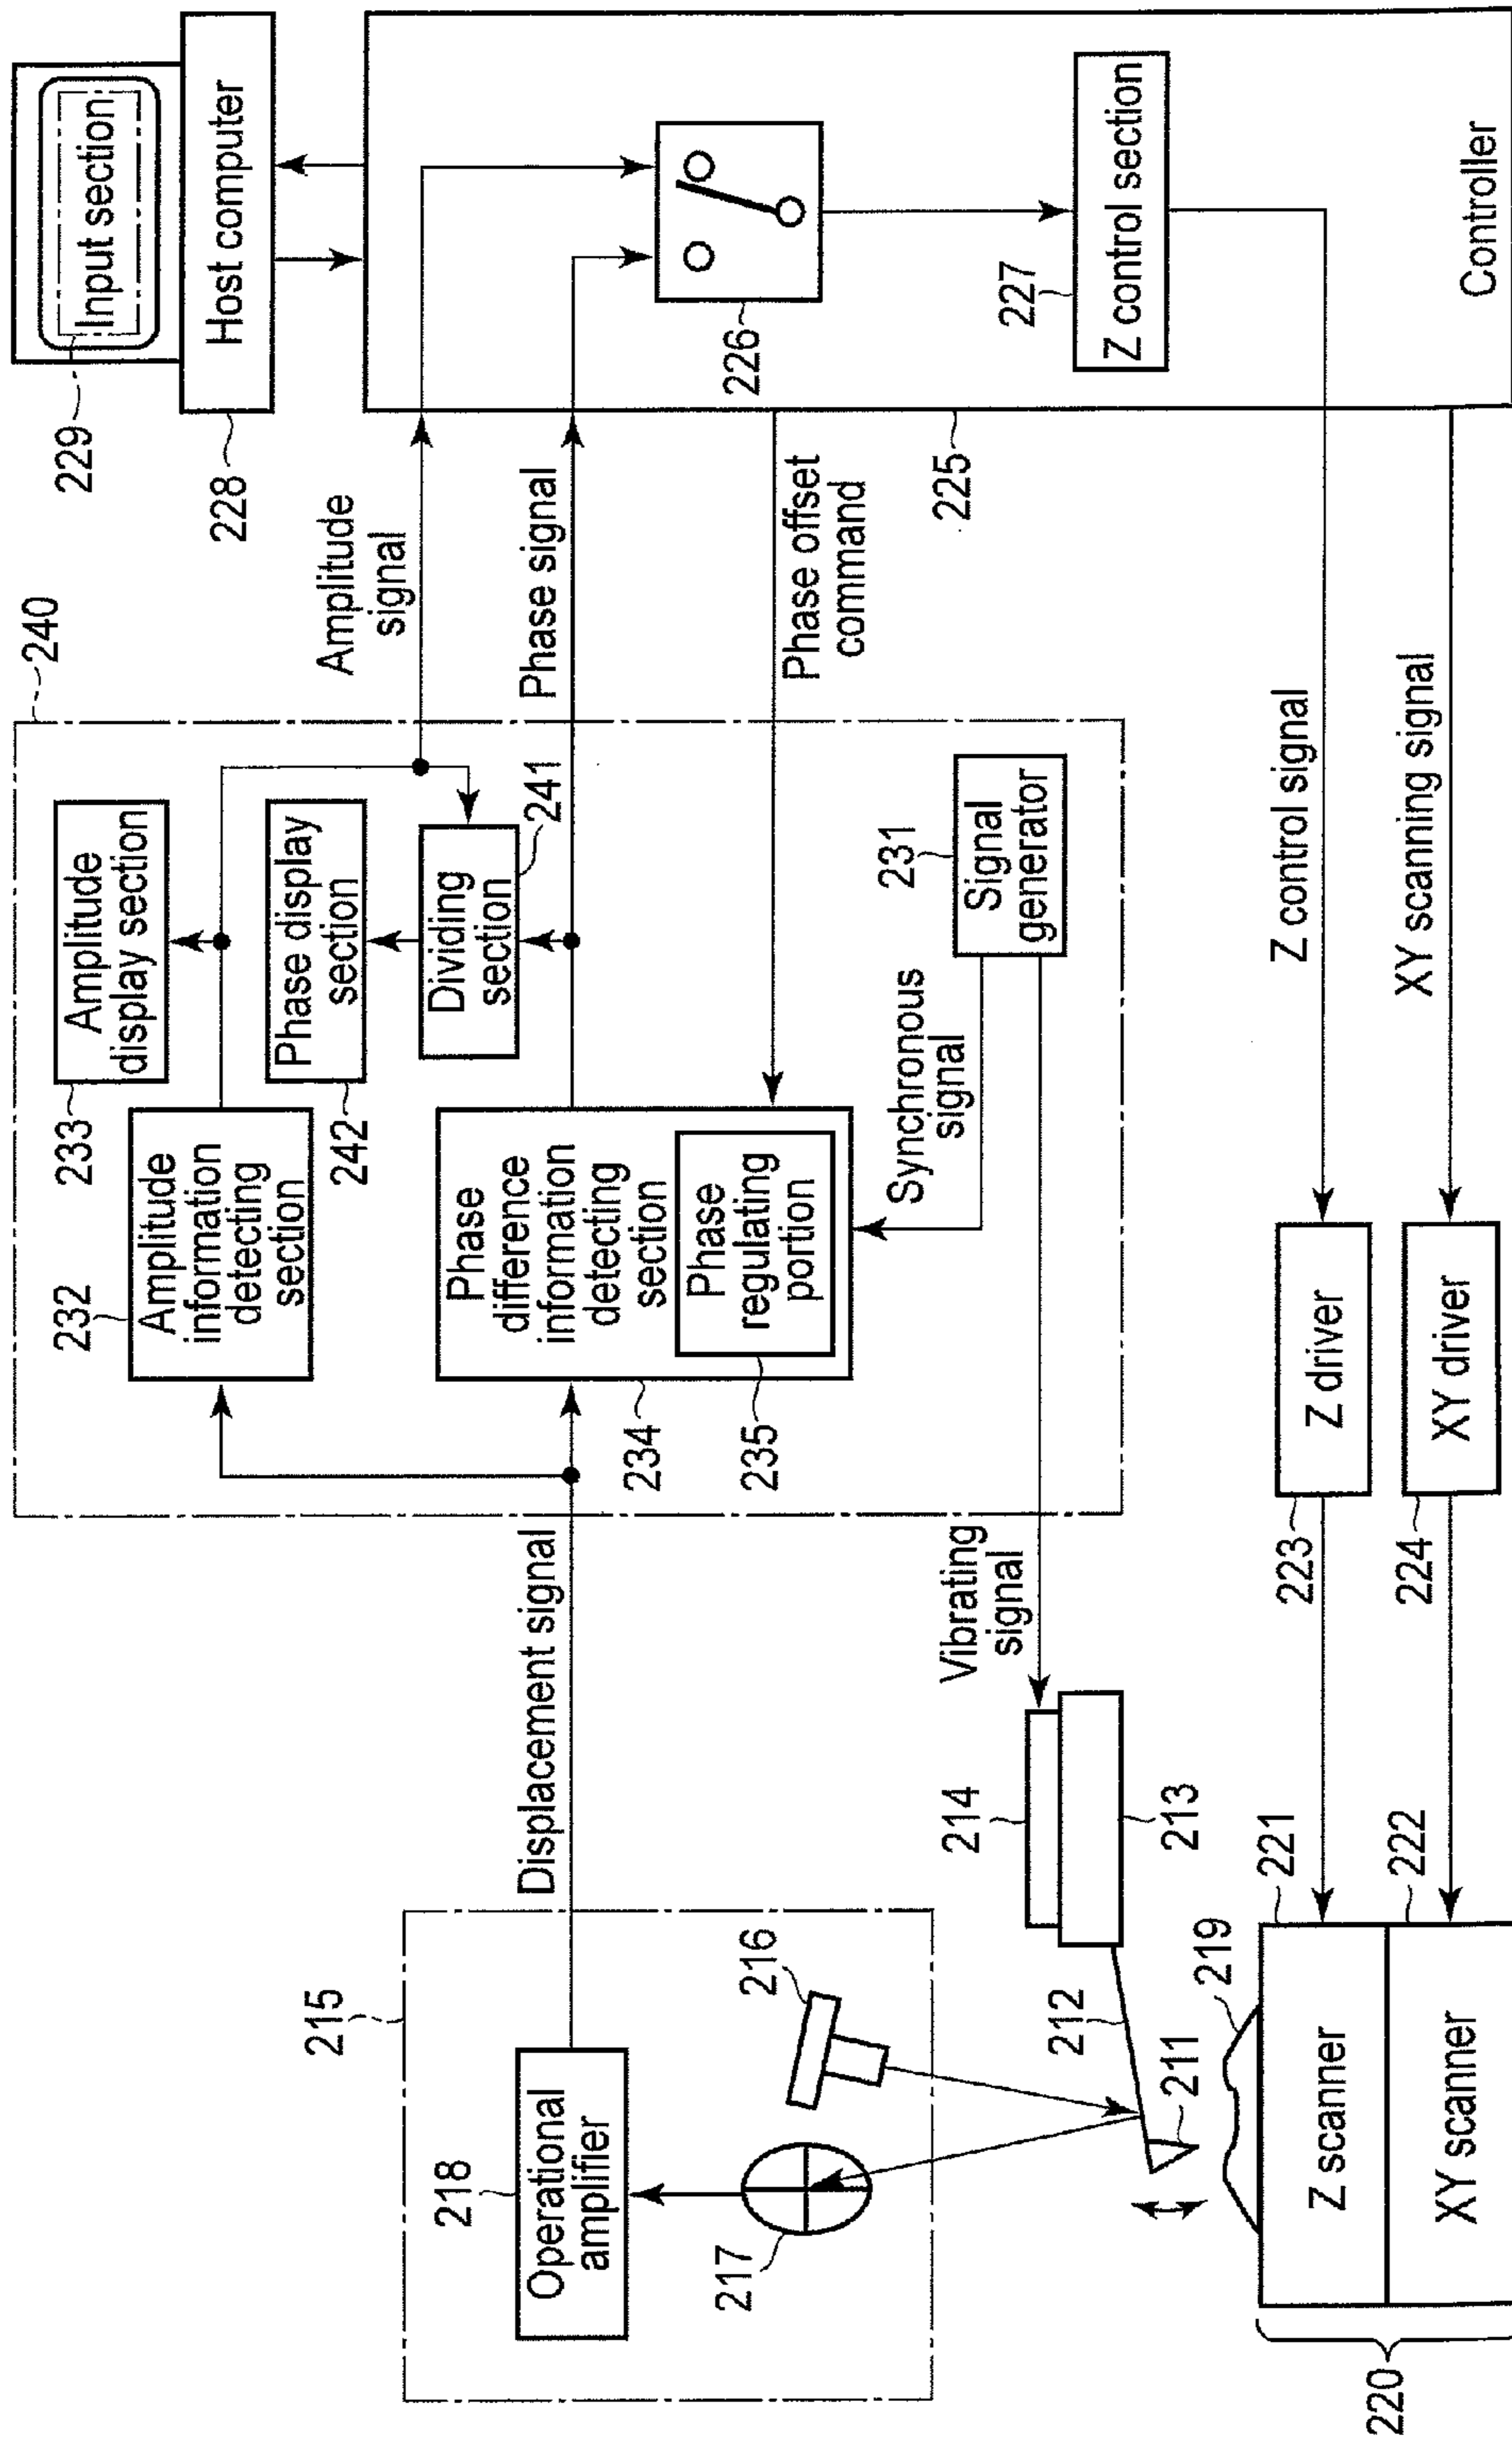 240
229
Input section
228
Host computer
233
Amplitude
display section
232
Amplitude
information
detecting
section
242
Phase display
section
Amplitude
signal
Dividing
section
241
Phase signal
215
218
Operational
amplifier
Displacement signal
234
Phase
difference
information
detecting
section
235
Phase
regulating
portion
Phase offset
command
226
217
216
Synchronous
signal
231
Signal
generator
225
Vibrating
signal
214
213
212
211
219
227
Z control section
221
Z scanner
223
Z driver
Z control signal
222
XY scanner
224
XY driver
XY scanning signal
Controller
220